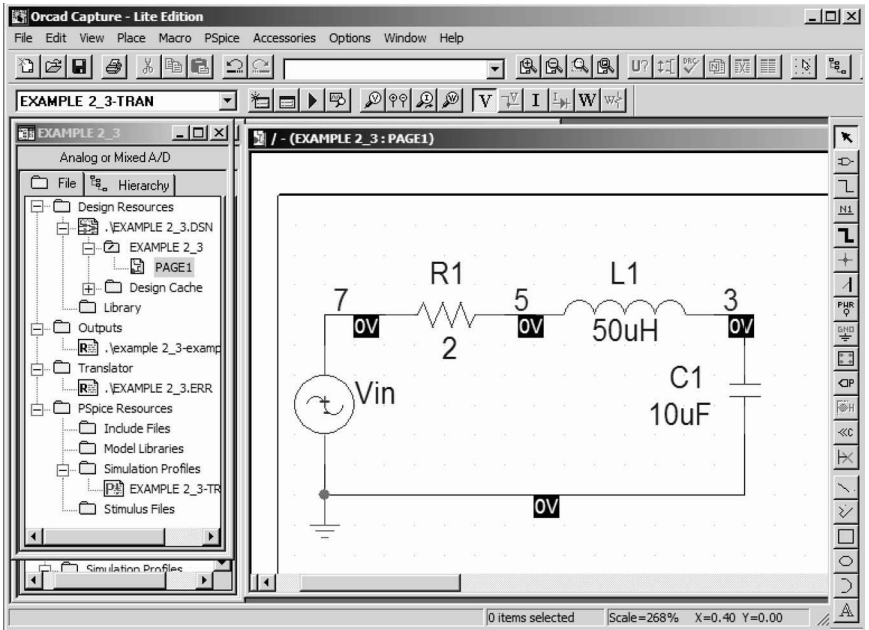 Orcad Capture - Lite Edition
File Edit View Place Macro PSpice Accessories Options Window Help
U?
DRC
EXAMPLE 2_3-TRAN
V I W
EXAMPLE 2_3
Analog or Mixed A/D
File Hierarchy
Design Resources
.\EXAMPLE 2_3.DSN
EXAMPLE 2_3
PAGE1
Design Cache
Library
Outputs
.\example 2_3-examp
Translator
.\EXAMPLE 2_3.ERR
PSpice Resources
Include Files
Model Libraries
Simulation Profiles
EXAMPLE 2_3-TR
Stimulus Files
Simulation Profiles
/ - (EXAMPLE 2_3 : PAGE1)
R1
L1
7
5
3
0V
0V
0V
2
50uH
Vin
C1
10uF
0V
N1
PWR
GND
0 items selected
Scale=268% X=0.40 Y=0.00